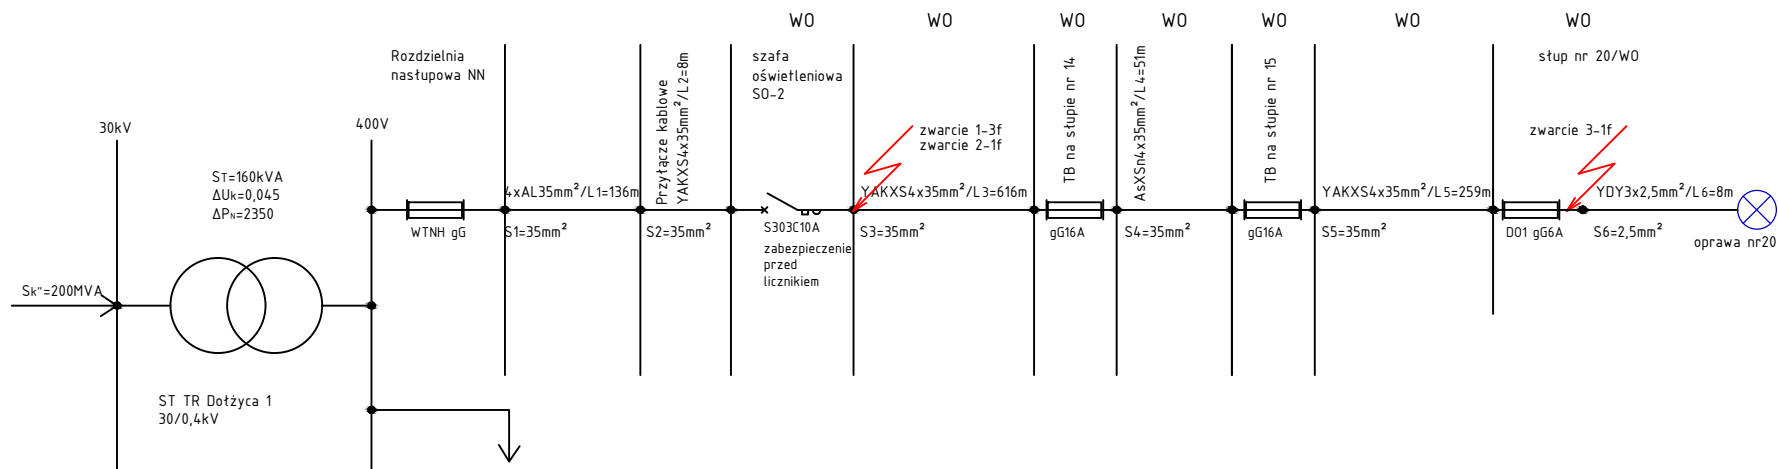 WO
WO
WO
WO
WO
WO
WO
Rozdzielnia
nasłupowa NN
Przyłącze kablowe
YAKXS4x35mm²/L2=8m
szafa
oświetleniowa
SO-2
TB na słupie nr 14
AsXSn4x35mm²/L4=51m
TB na słupie nr 15
słup nr 20/WO
30kV
400V
zwarcie 1-3f
zwarcie 2-1f
zwarcie 3-1f
ST=160kVA
ΔUk=0,045
ΔPN=2350
4xAL35mm²/L1=136m
YAKXS4x35mm²/L3=616m
YAKXS4x35mm²/L5=259m
YDY3x2,5mm²/L6=8m
WTNH gG
S1=35mm²
S2=35mm²
S303C10A
zabezpieczenie
przed
licznikiem
S3=35mm²
gG16A
S4=35mm²
gG16A
S5=35mm²
D01 gG6A
S6=2,5mm²
oprawa nr20
Sk"=200MVA
ST TR Dołżyca 1
30/0,4kV